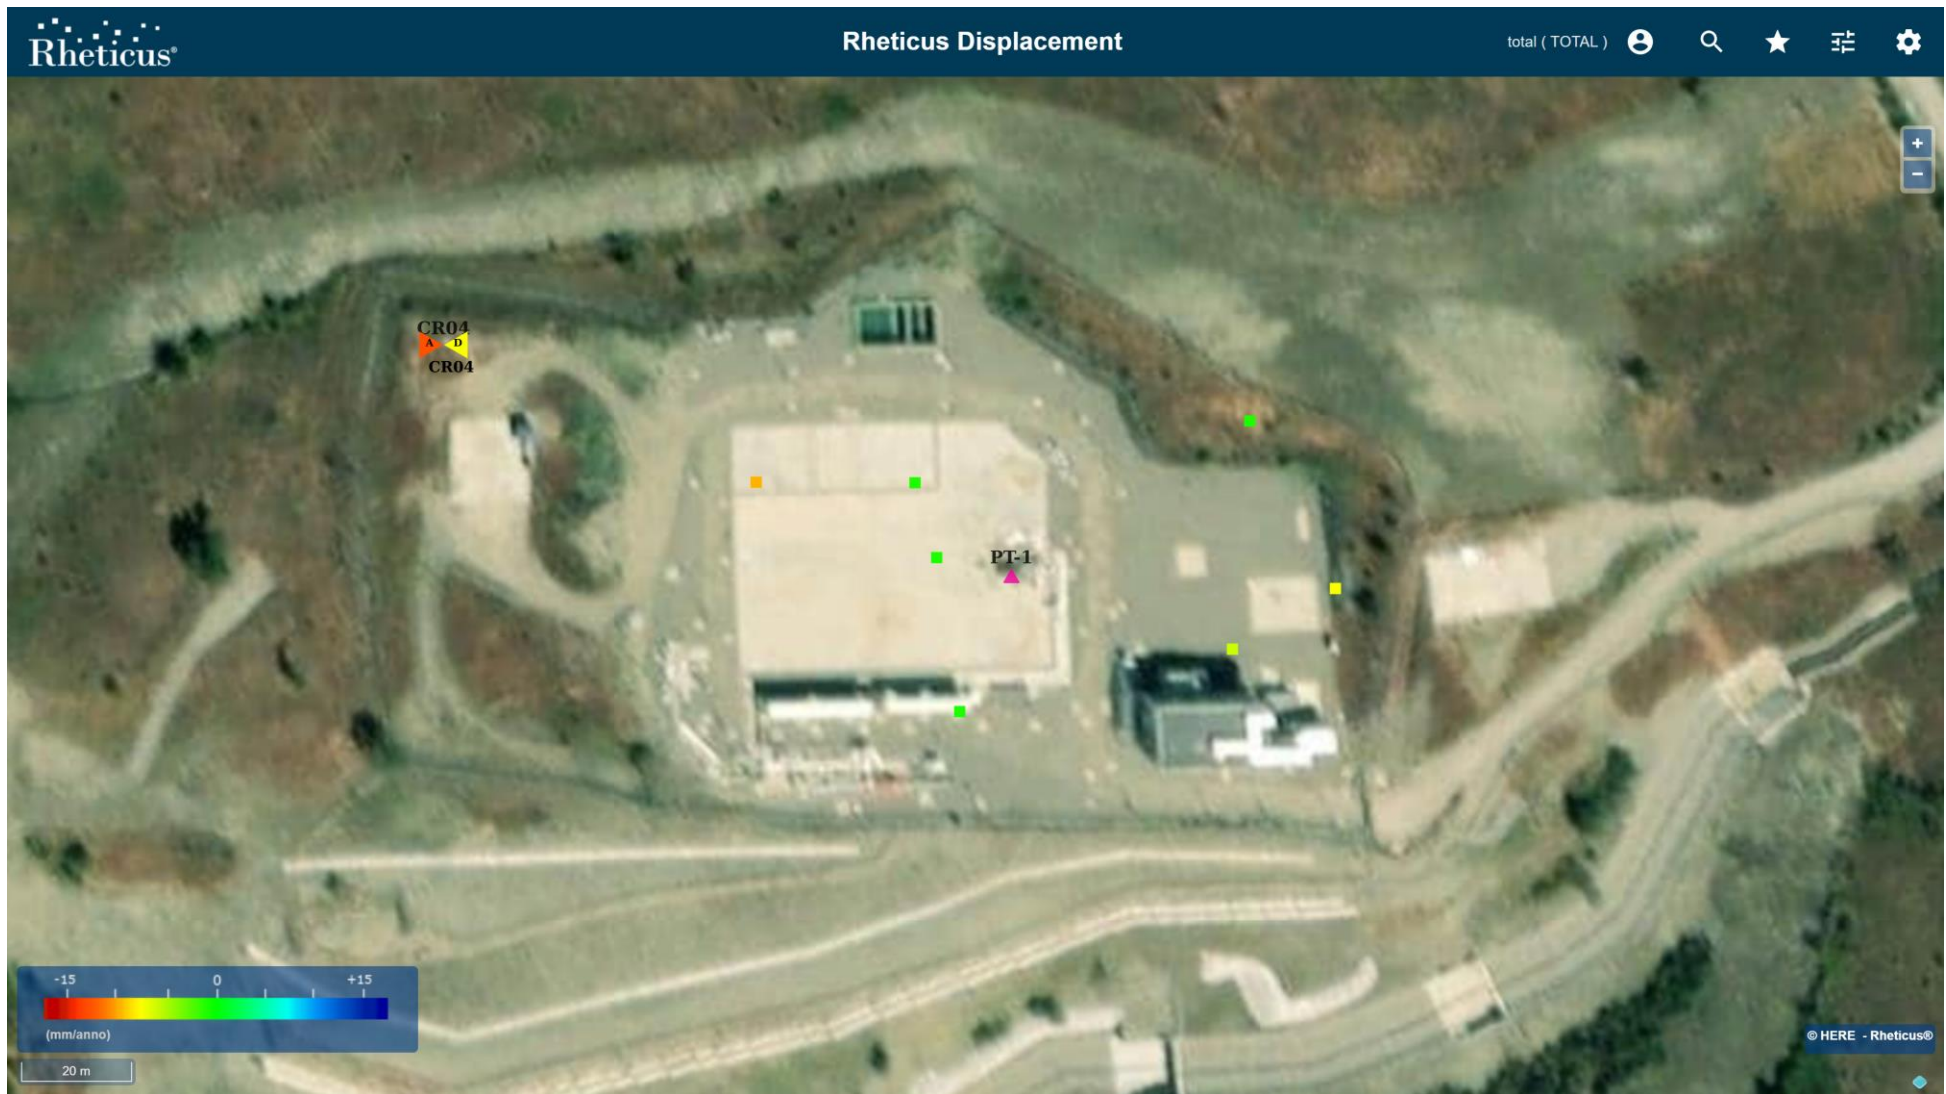 Rheticus®
Rheticus Displacement
total ( TOTAL )
+
−
CR04
A D
CR04
PT-1
-15 0 +15
(mm/anno)
20 m
© HERE - Rheticus®